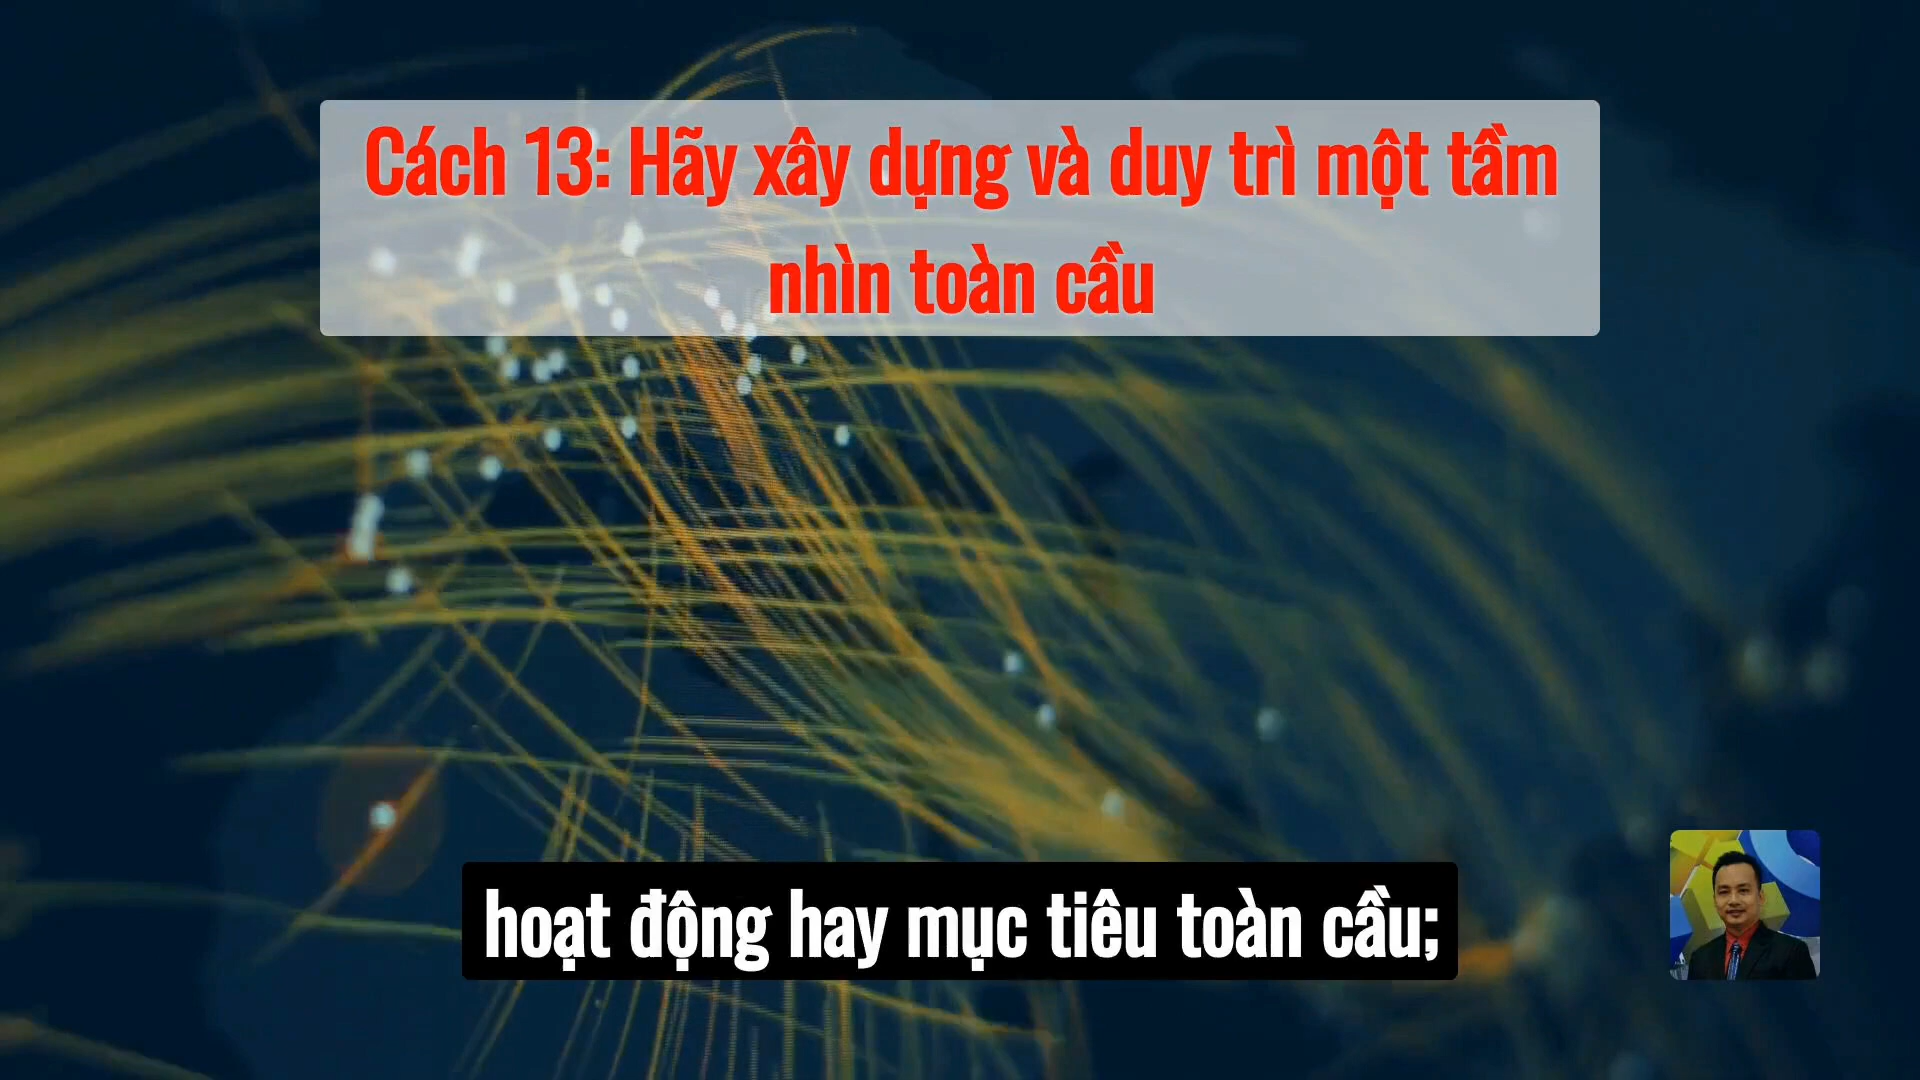 Cách 13: Hãy xây dựng và duy trì một tầm
nhìn toàn cầu
hoạt động hay mục tiêu toàn cầu;